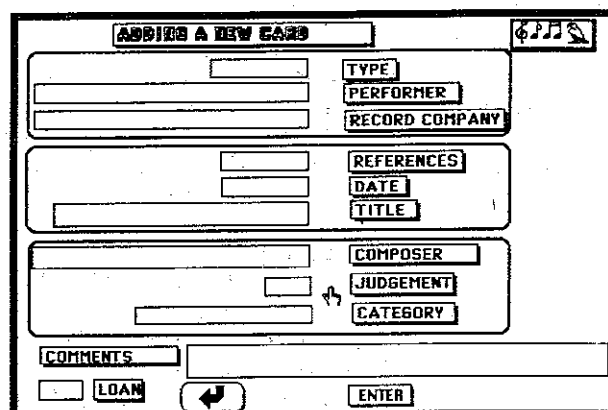 ADDING A NEW CARD
TYPE
PERFORMER
RECORD COMPANY
REFERENCES
DATE
TITLE
COMPOSER
JUDGEMENT
CATEGORY
COMMENTS
LOAN
ENTER